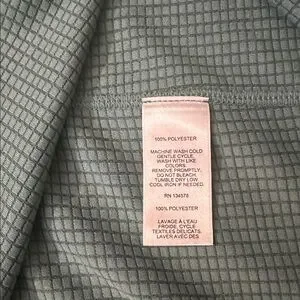 100% POLYESTER
MACHINE WASH COLD
GENTLE CYCLE,
WASH WITH LIKE
COLORS.
REMOVE PROMPTLY,
DO NOT BLEACH,
TUMBLE DRY LOW
COOL IRON IF NEEDED.
RN 134578
100% POLYESTER
LAVAGE À L'EAU
FROIDE, CYCLE
TEXTILES DÉLICATS,
LAVER AVEC DES